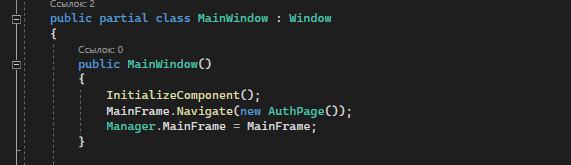 Ссылок: 2
public partial class MainWindow : Window
{
Ссылок: 0
public MainWindow()
{
InitializeComponent();
MainFrame.Navigate(new AuthPage());
Manager.MainFrame = MainFrame;
}